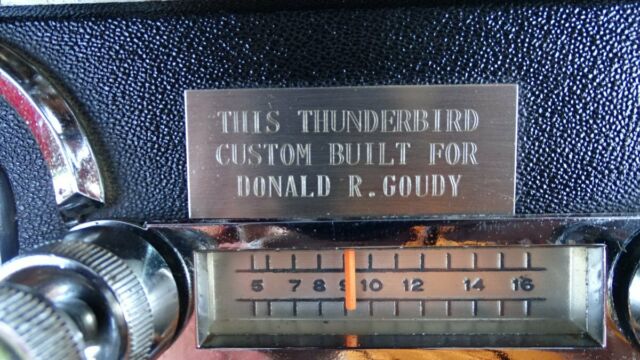 THIS THUNDERBIRD
CUSTOM BUILT FOR
DONALD R. GOUDY
5 7 8 9 10 12 14 16